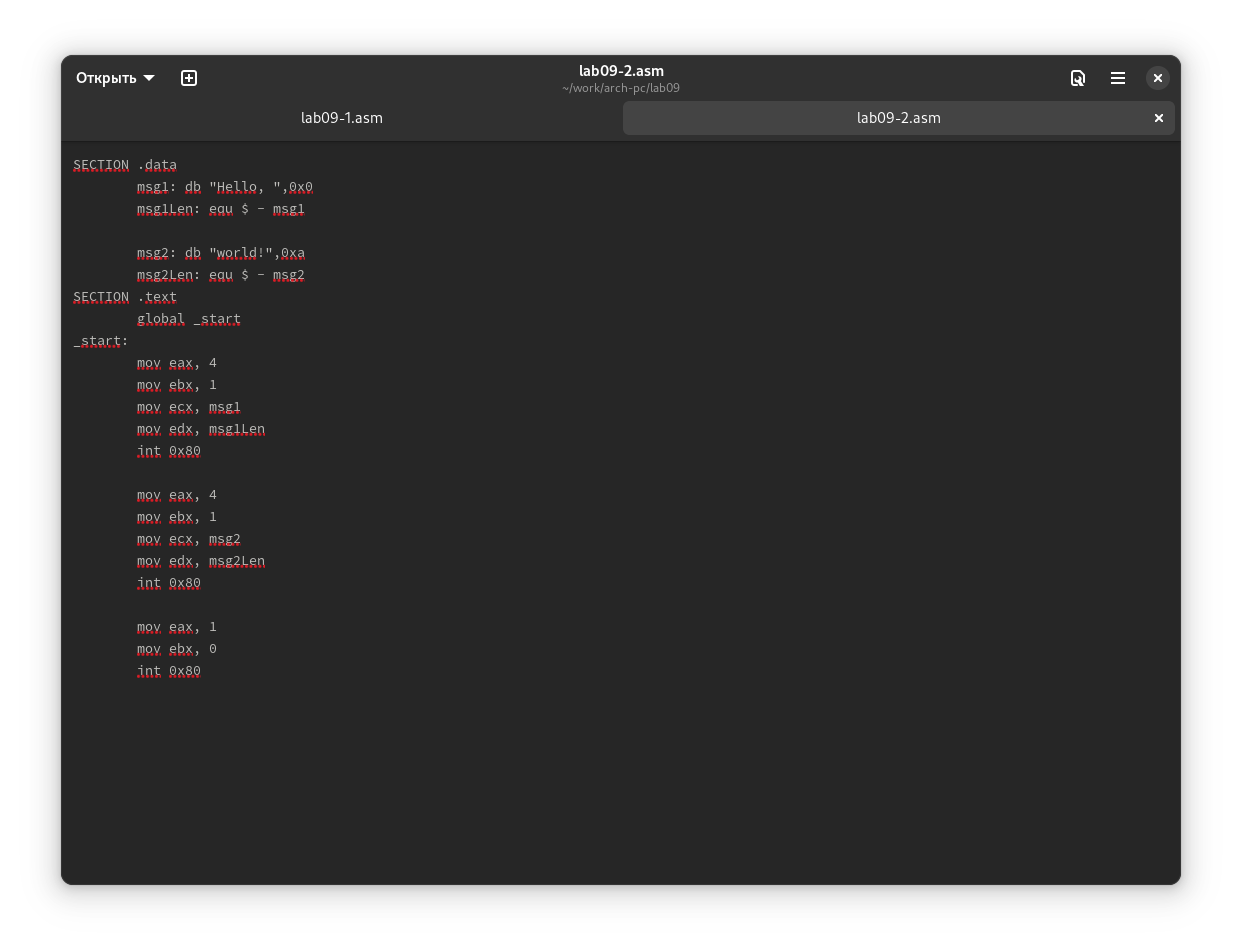 Открыть
lab09-2.asm
~/work/arch-pc/lab09
lab09-1.asm
lab09-2.asm
SECTION .data
msg1: db "Hello, ",0x0
msg1Len: equ $ - msg1
msg2: db "world!",0xa
msg2Len: equ $ - msg2
SECTION .text
global _start
_start:
mov eax, 4
mov ebx, 1
mov ecx, msg1
mov edx, msg1Len
int 0x80
mov eax, 4
mov ebx, 1
mov ecx, msg2
mov edx, msg2Len
int 0x80
mov eax, 1
mov ebx, 0
int 0x80